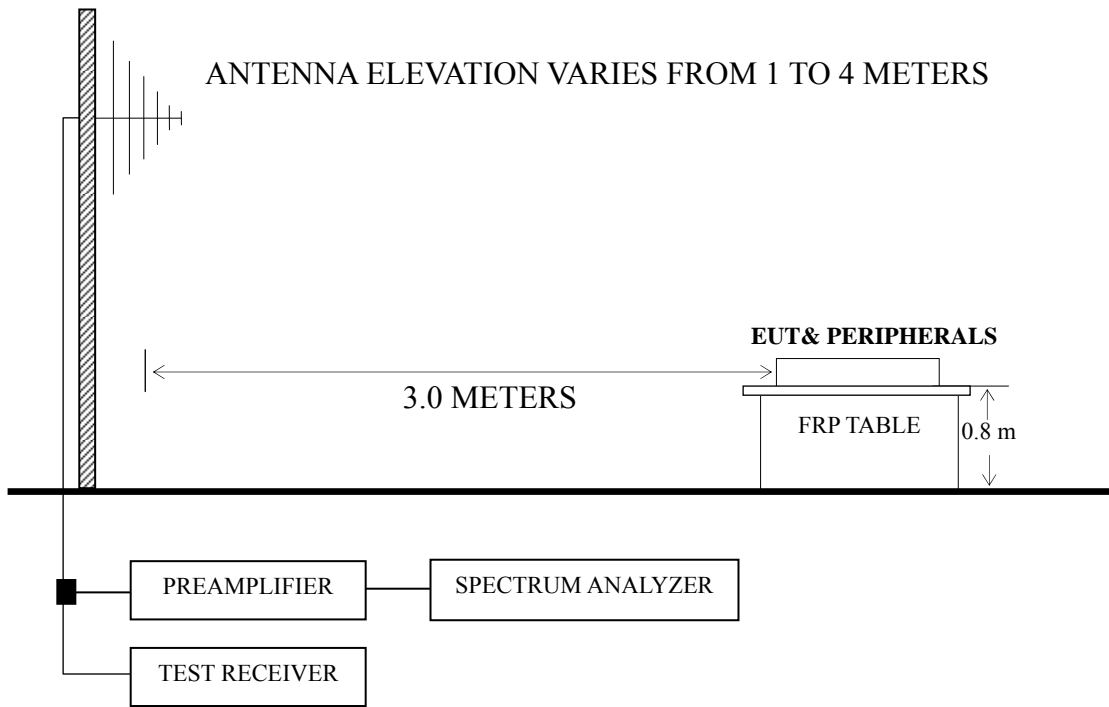 ANTENNA ELEVATION VARIES FROM 1 TO 4 METERS
EUT& PERIPHERALS
3.0 METERS
FRP TABLE
0.8 m
PREAMPLIFIER
SPECTRUM ANALYZER
TEST RECEIVER